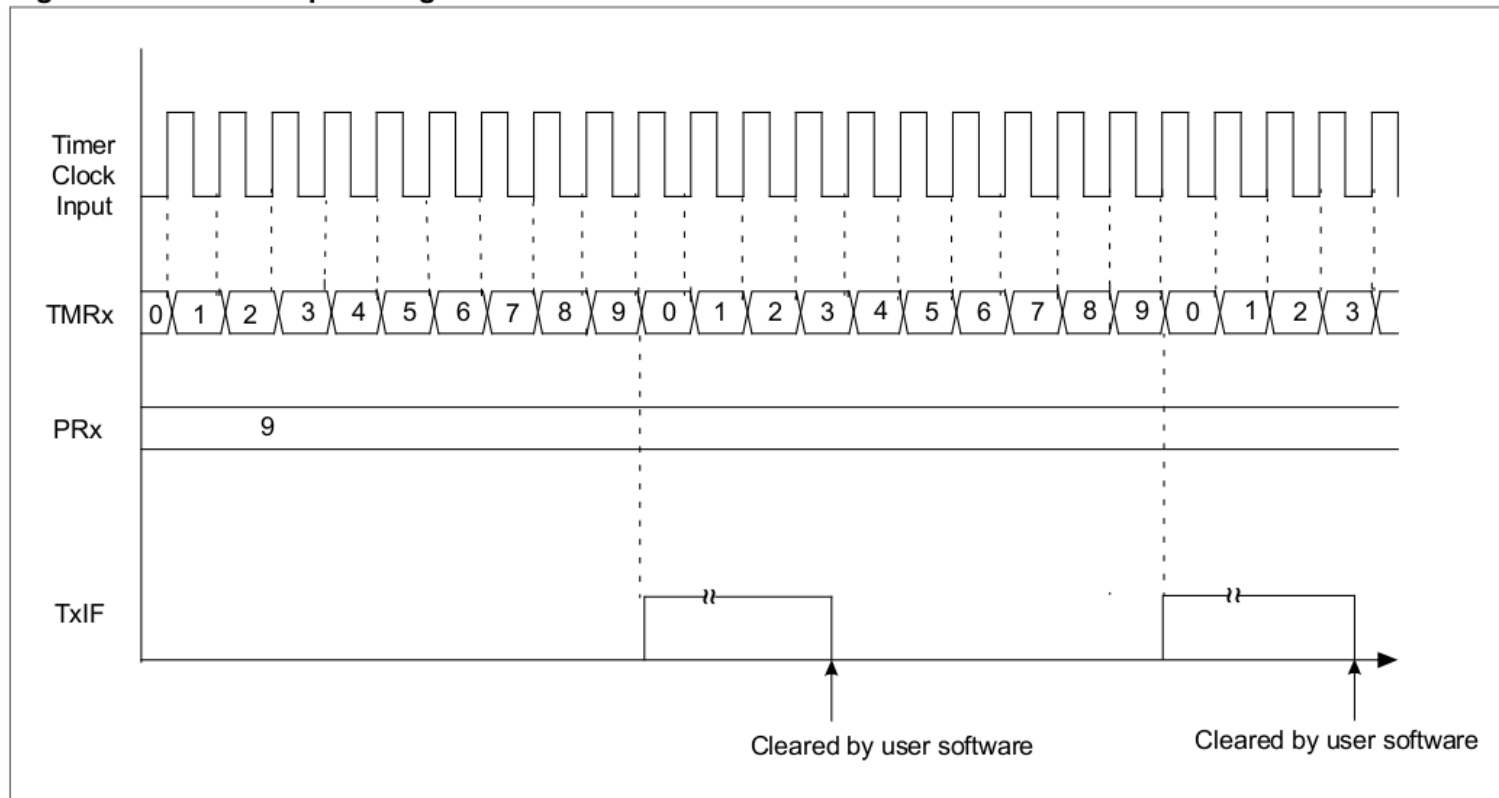 Timer
Clock
Input
TMRx
0 1 2 3 4 5 6 7 8 9 0 1 2 3 4 5 6 7 8 9 0 1 2 3
PRx
9
TxIF
Cleared by user software
Cleared by user software